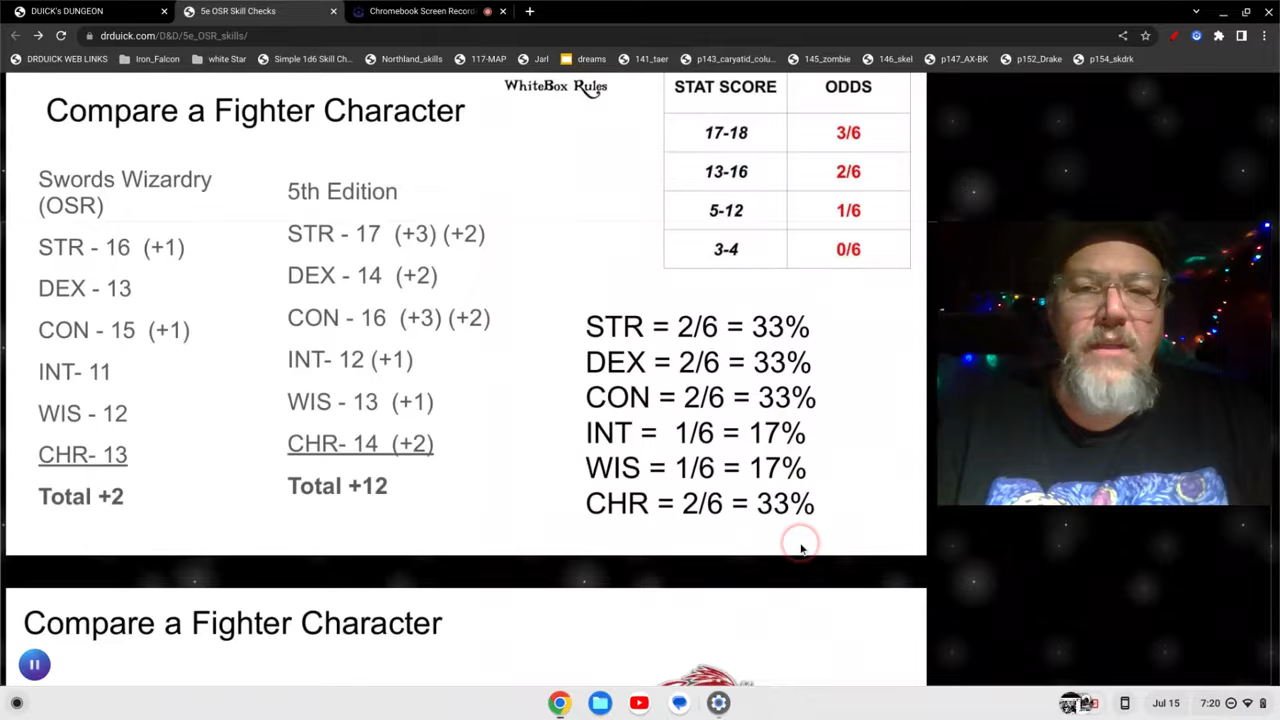 DUICK's DUNGEON
5e OSR Skill Checks
Chromebook Screen Record
drduick.com/D&D/5e_OSR_skills/
DRDUICK WEB LINKS
Iron_Falcon
white Star
Simple 1d6 Skill Ch...
Northland_skills
117-MAP
Jarl
dreams
141_taer
p143_caryatid_colu...
145_zombie
146_skel
p147_AX-BK
p152_Drake
p154_skdrk
Compare a Fighter Character
WhiteBox Rules
STAT SCORE ODDS
17-18 3/6
13-16 2/6
5-12 1/6
3-4 0/6
Swords Wizardry
(OSR)
STR - 16 (+1)
DEX - 13
CON - 15 (+1)
INT- 11
WIS - 12
CHR- 13
Total +2
5th Edition
STR - 17 (+3) (+2)
DEX - 14 (+2)
CON - 16 (+3) (+2)
INT- 12 (+1)
WIS - 13 (+1)
CHR- 14 (+2)
Total +12
STR = 2/6 = 33%
DEX = 2/6 = 33%
CON = 2/6 = 33%
INT = 1/6 = 17%
WIS = 1/6 = 17%
CHR = 2/6 = 33%
Compare a Fighter Character
Jul 15
7:20